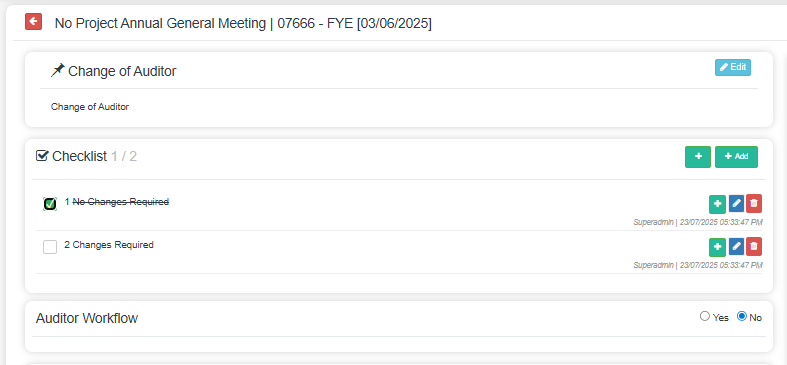 No Project Annual General Meeting | 07666 - FYE [03/06/2025]
Change of Auditor
Edit
Change of Auditor
Checklist 1 / 2
Add
1 No Changes Required
Superadmin | 23/07/2025 05:33:47 PM
2 Changes Required
Superadmin | 23/07/2025 05:33:47 PM
Auditor Workflow
Yes No